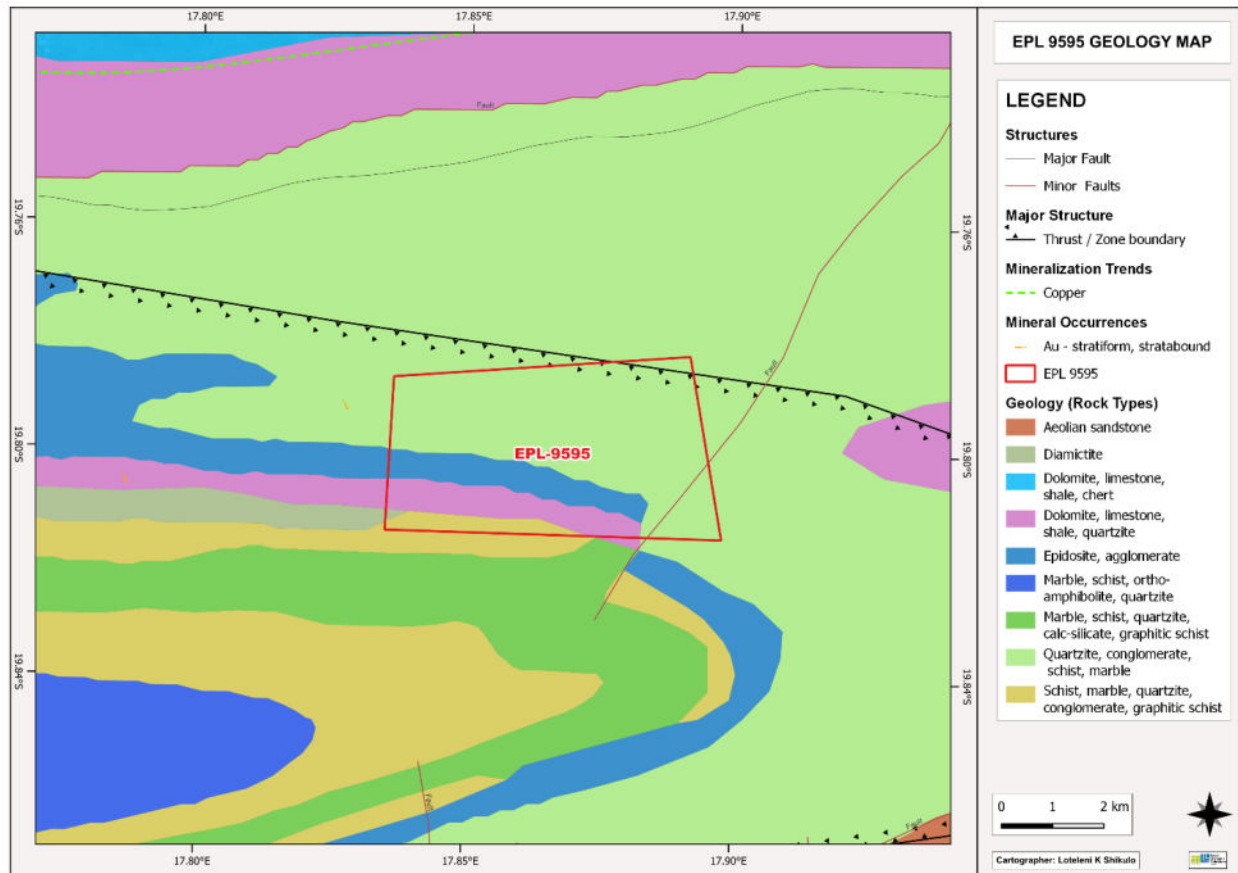 17.80°E
17.85°E
17.90°E
19.76°S
19.80°S
19.84°S
19.76°S
19.80°S
19.84°S
Fault
Fault
EPL-9595
Fault
Fault
17.80°E
17.85°E
17.90°E
EPL 9595 GEOLOGY MAP
LEGEND
Structures
Major Fault
Minor Faults
Major Structure
Thrust / Zone boundary
Mineralization Trends
Copper
Mineral Occurrences
Au - stratiform, stratabound
EPL 9595
Geology (Rock Types)
Aeolian sandstone
Diamictite
Dolomite, limestone,
shale, chert
Dolomite, limestone,
shale, quartzite
Epidosite, agglomerate
Marble, schist, ortho-
amphibolite, quartzite
Marble, schist, quartzite,
calc-silicate, graphitic schist
Quartzite, conglomerate,
schist, marble
Schist, marble, quartzite,
conglomerate, graphitic schist
0 1 2 km
Cartographer: Loteleni K Shikulo